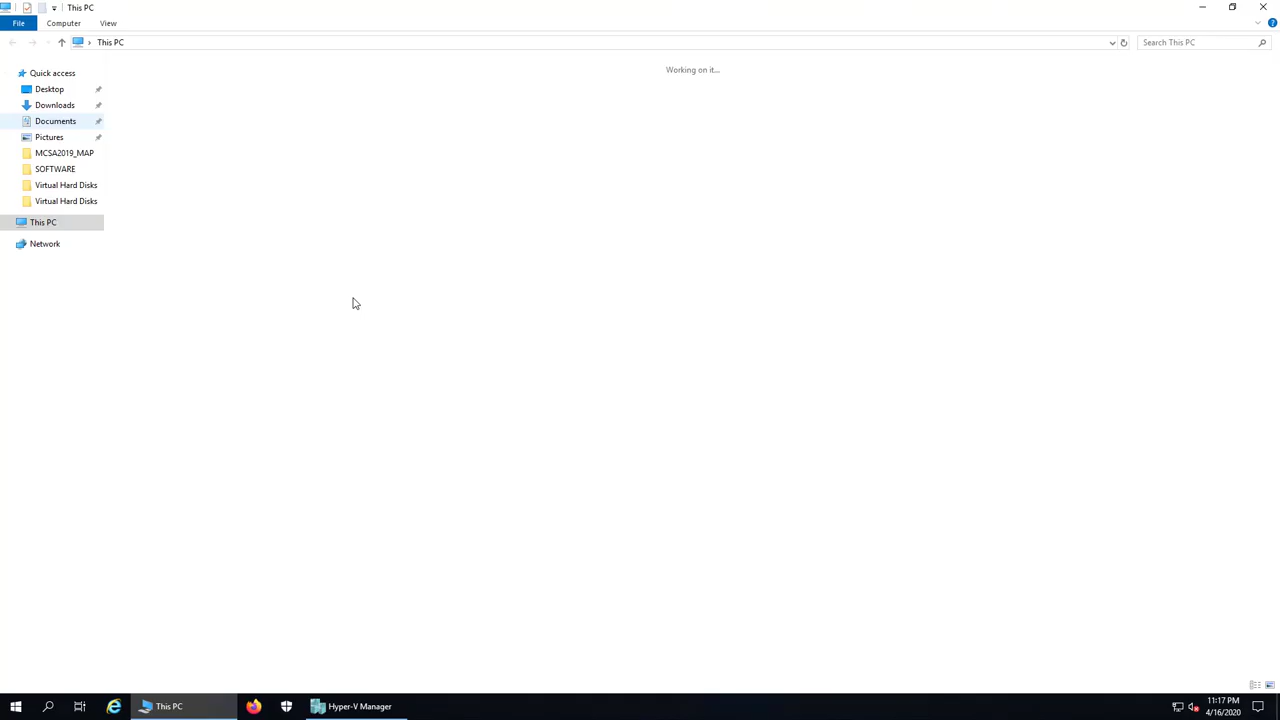 This PC
File
Computer
View
This PC
Search This PC
Working on it...
Quick access
Desktop
Downloads
Documents
Pictures
MCSA2019_MAP
SOFTWARE
Virtual Hard Disks
Virtual Hard Disks
This PC
Network
This PC
Hyper-V Manager
11:17 PM
4/16/2020